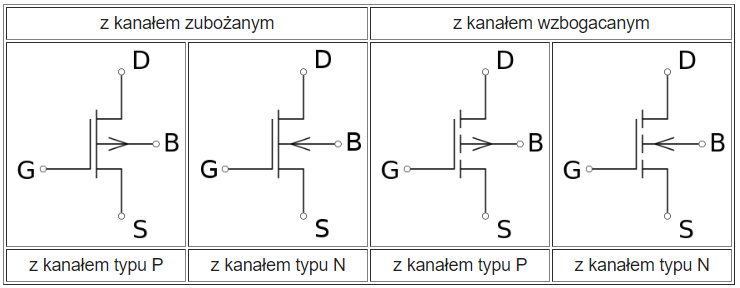 z kanałem zubożanym z kanałem wzbogacanym
D D D D
B B B B
G G G G
S S S S
z kanałem typu P z kanałem typu N z kanałem typu P z kanałem typu N